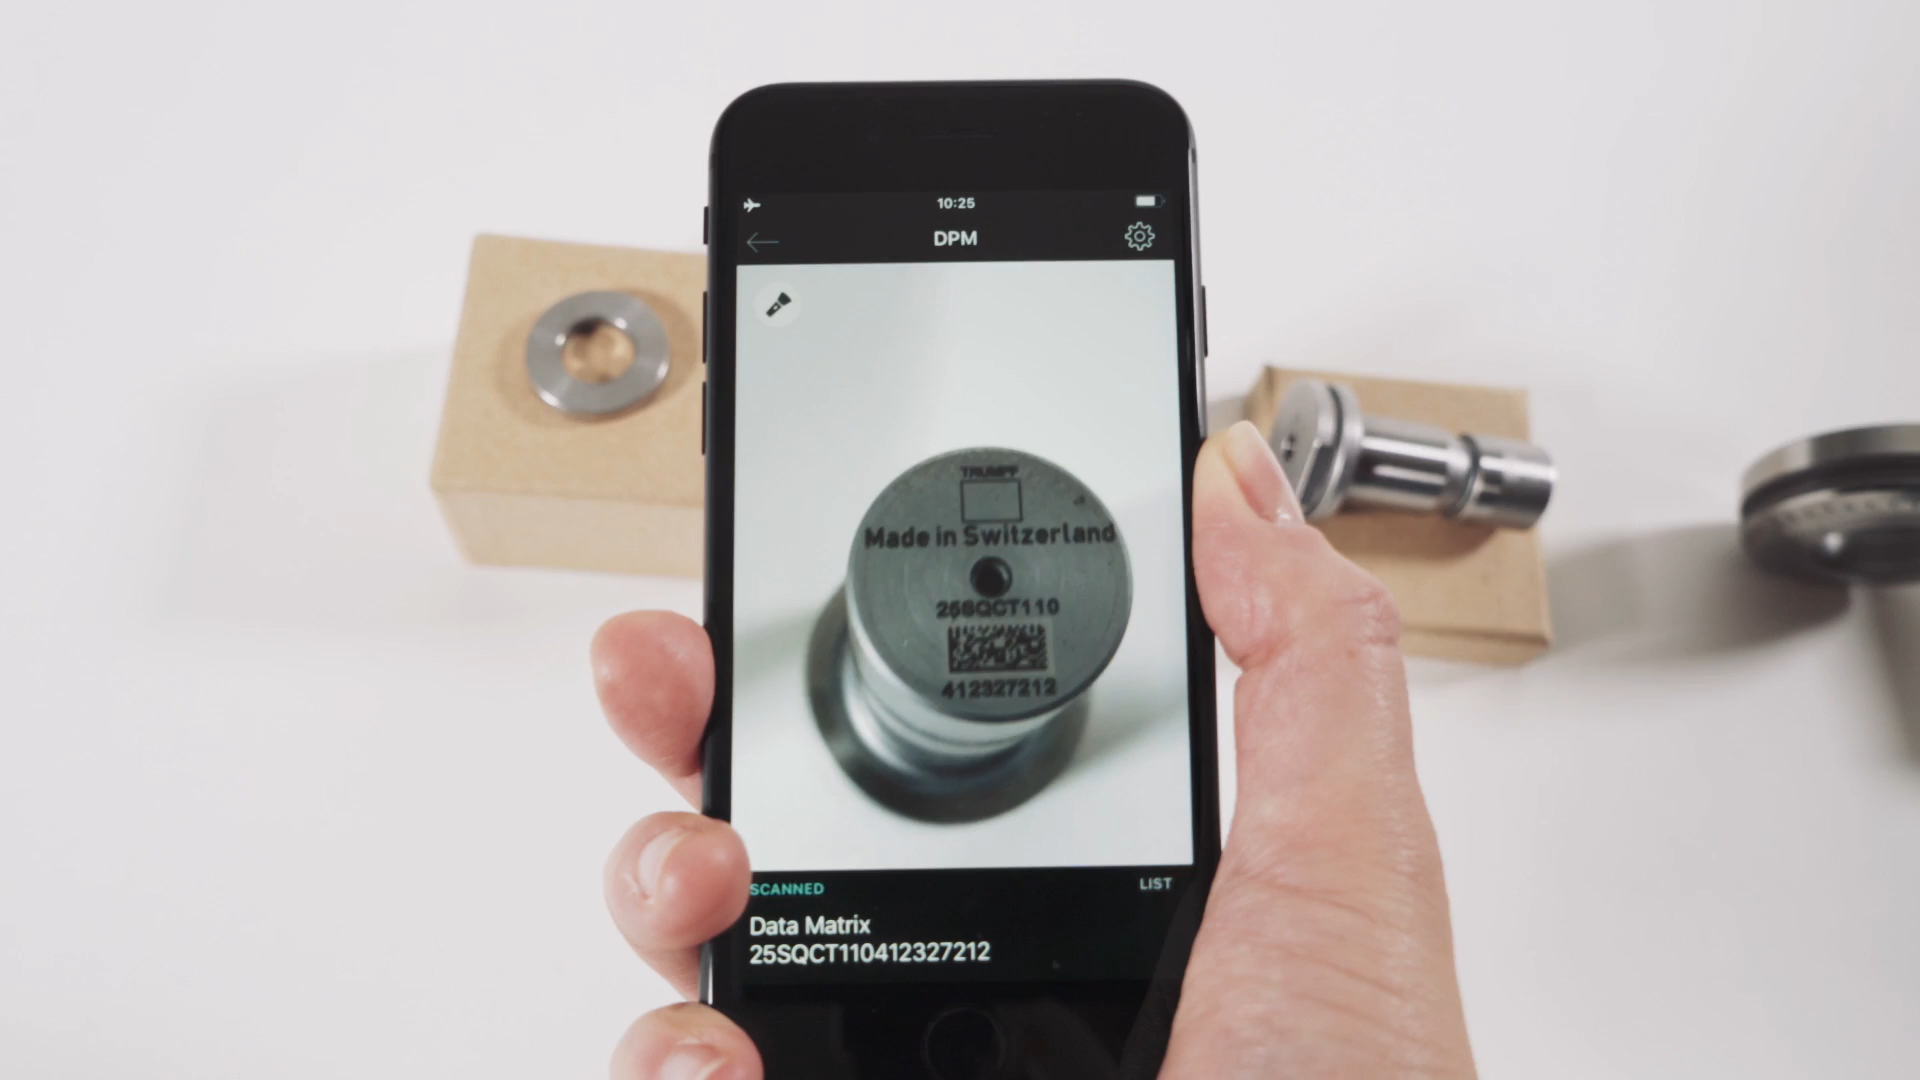 10:25
DPM
TRUMPF
Made in Switzerland
25SQCT110
412327212
SCANNED
LIST
Data Matrix
25SQCT110412327212